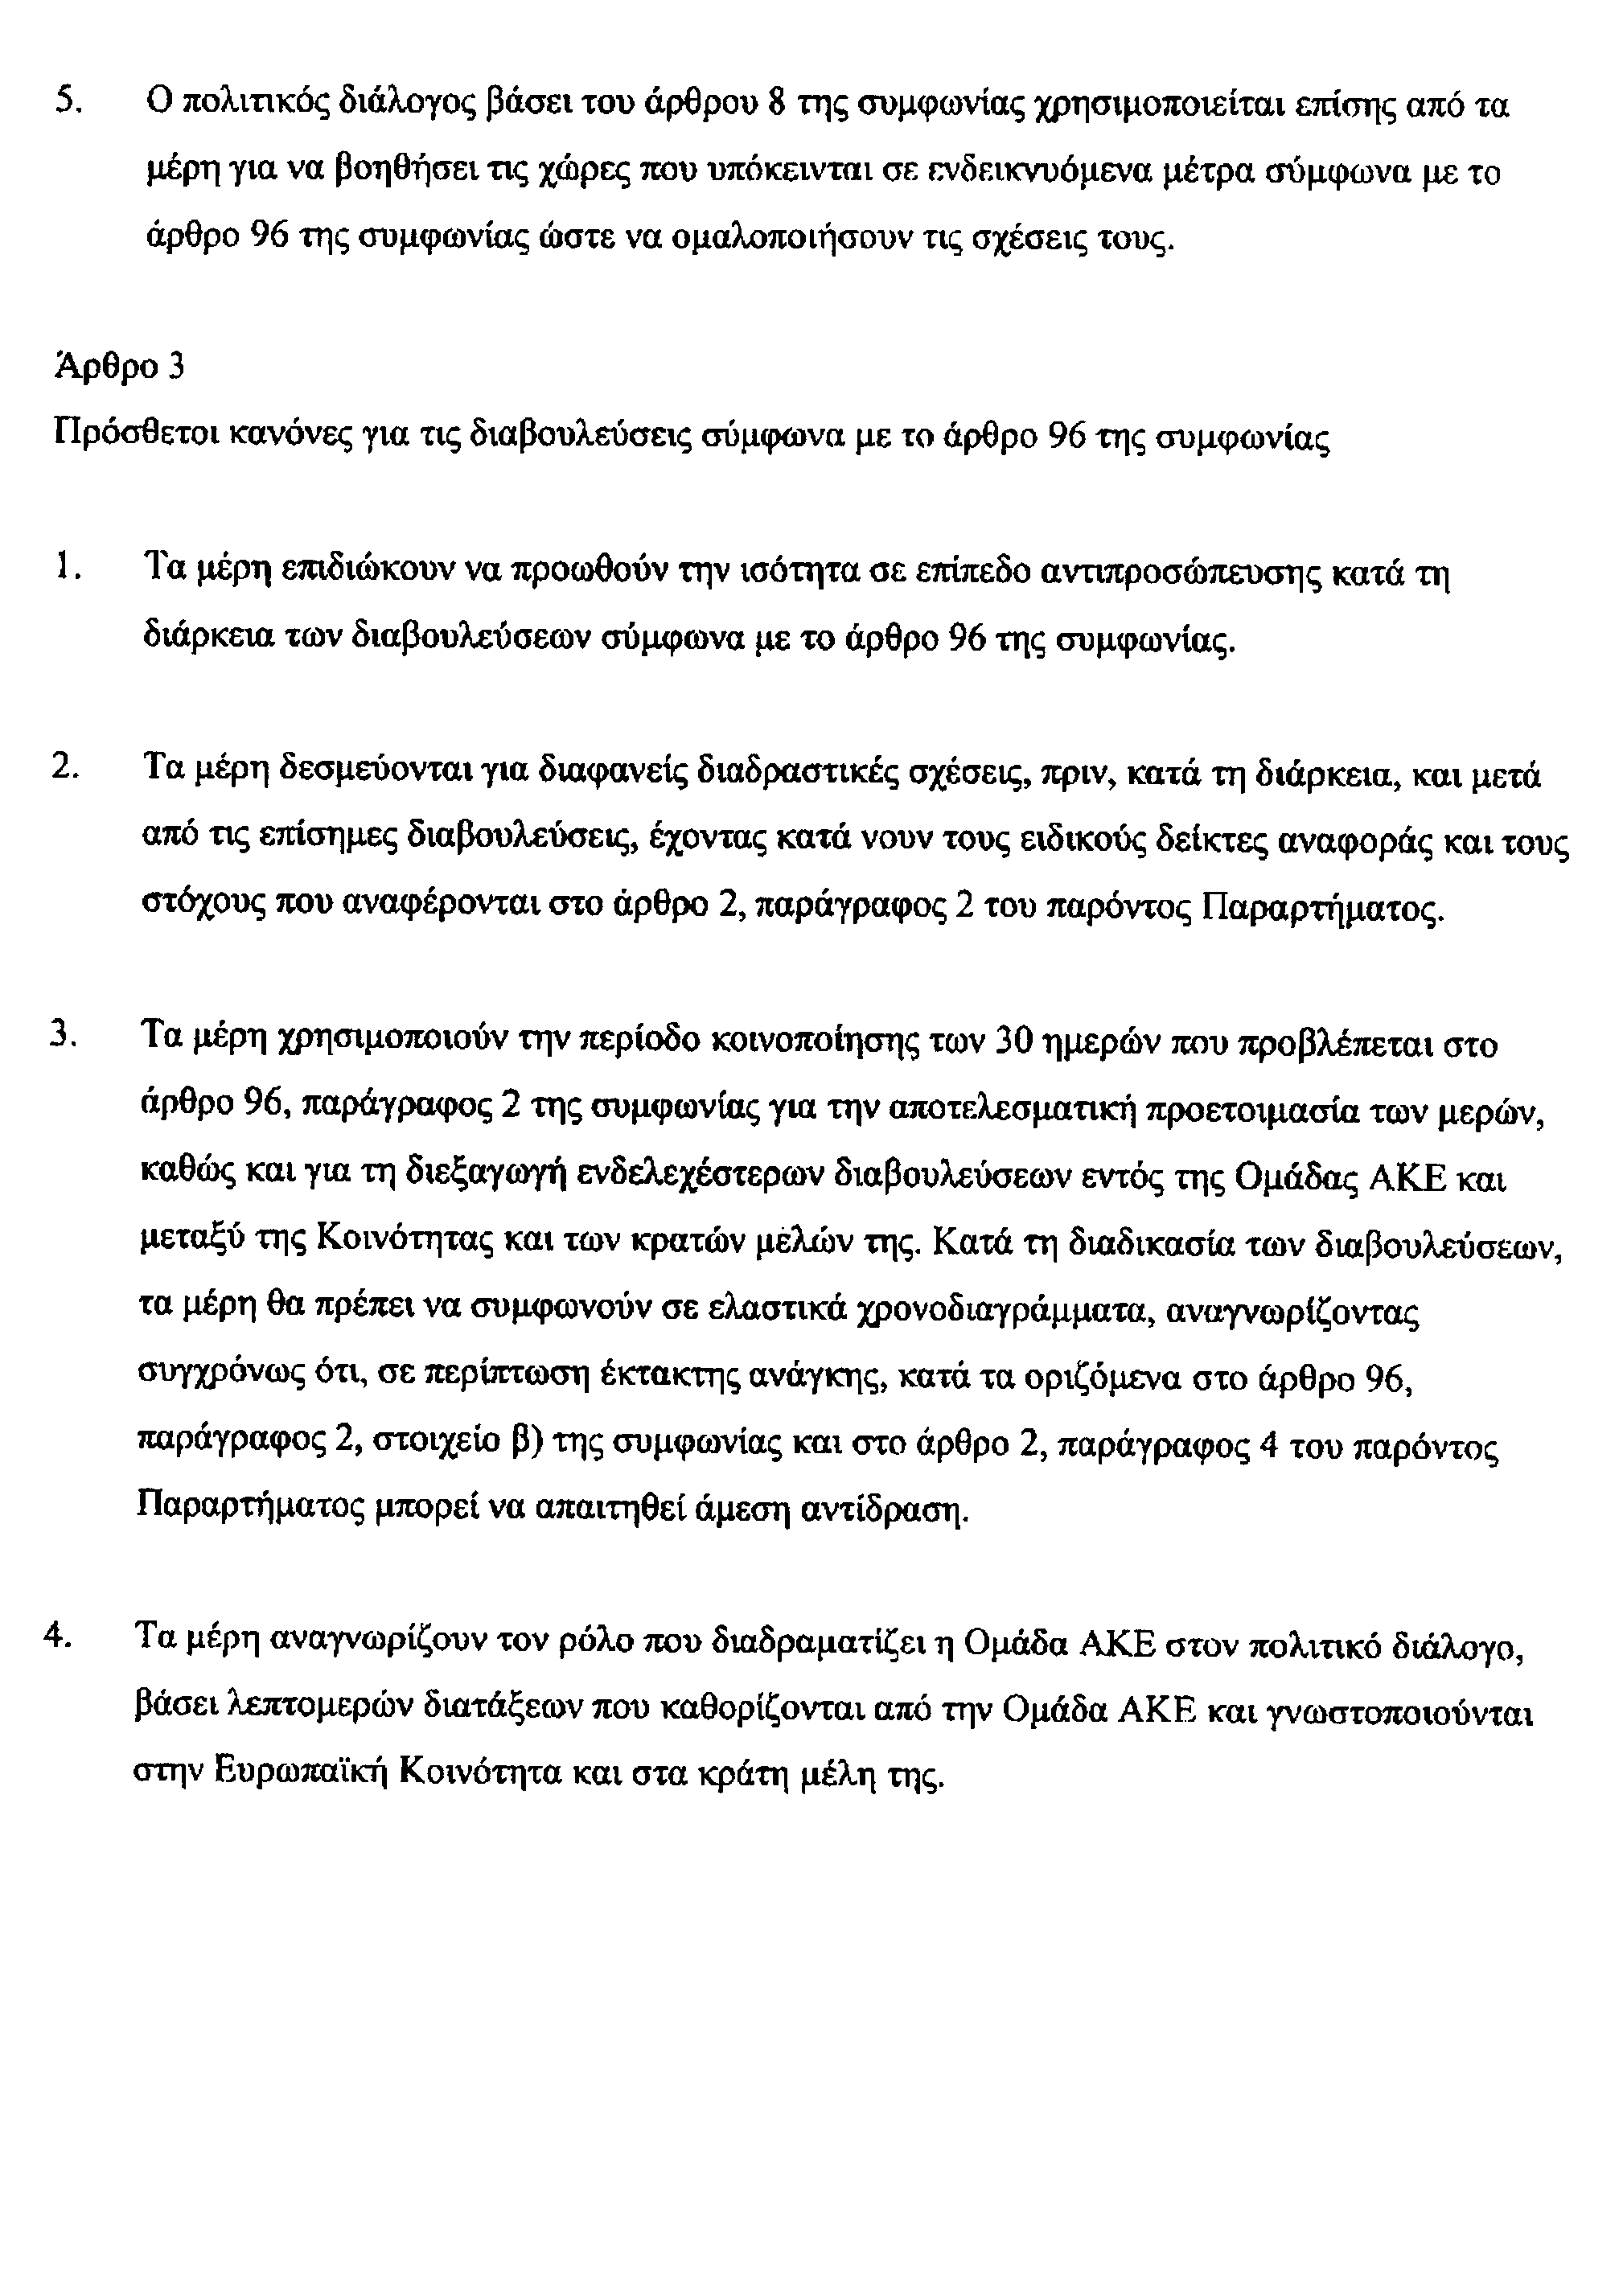 5. Ο πολιτικός διάλογος βάσει του άρθρου 8 της συμφωνίας χρησιμοποιείται επίσης από τα
μέρη για να βοηθήσει τις χώρες που υπόκεινται σε ενδεικνυόμενα μέτρα σύμφωνα με το
άρθρο 96 της συμφωνίας ώστε να ομαλοποιήσουν τις σχέσεις τους.
Άρθρο 3
Πρόσθετοι κανόνες για τις διαβουλεύσεις σύμφωνα με το άρθρο 96 της συμφωνίας
1. Τα μέρη επιδιώκουν να προωθούν την ισότητα σε επίπεδο αντιπροσώπευσης κατά τη
διάρκεια των διαβουλεύσεων σύμφωνα με το άρθρο 96 της συμφωνίας.
2. Τα μέρη δεσμεύονται για διαφανείς διαδραστικές σχέσεις, πριν, κατά τη διάρκεια, και μετά
από τις επίσημες διαβουλεύσεις, έχοντας κατά νουν τους ειδικούς δείκτες αναφοράς και τους
στόχους που αναφέρονται στο άρθρο 2, παράγραφος 2 του παρόντος Παραρτήματος.
3. Τα μέρη χρησιμοποιούν την περίοδο κοινοποίησης των 30 ημερών που προβλέπεται στο
άρθρο 96, παράγραφος 2 της συμφωνίας για την αποτελεσματική προετοιμασία των μερών,
καθώς και για τη διεξαγωγή ενδελεχέστερων διαβουλεύσεων εντός της Ομάδας ΑΚΕ και
μεταξύ της Κοινότητας και των κρατών μελών της. Κατά τη διαδικασία των διαβουλεύσεων,
τα μέρη θα πρέπει να συμφωνούν σε ελαστικά χρονοδιαγράμματα, αναγνωρίζοντας
συγχρόνως ότι, σε περίπτωση έκτακτης ανάγκης, κατά τα οριζόμενα στο άρθρο 96,
παράγραφος 2, στοιχείο β) της συμφωνίας και στο άρθρο 2, παράγραφος 4 του παρόντος
Παραρτήματος μπορεί να απαιτηθεί άμεση αντίδραση.
4. Τα μέρη αναγνωρίζουν τον ρόλο που διαδραματίζει η Ομάδα ΑΚΕ στον πολιτικό διάλογο,
βάσει λεπτομερών διατάξεων που καθορίζονται από την Ομάδα ΑΚΕ και γνωστοποιούνται
στην Ευρωπαϊκή Κοινότητα και στα κράτη μέλη της.